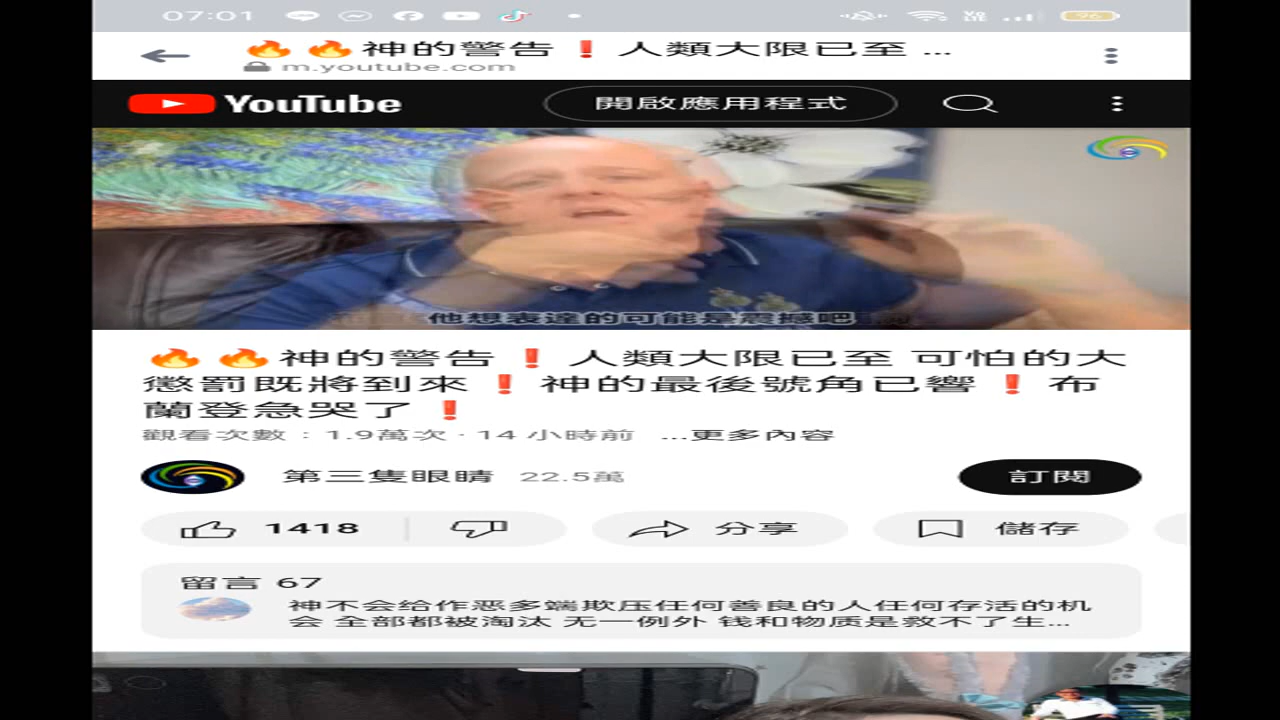 07:01
VO
LTE
96
🔥🔥神的警告❗人類大限已至 ...
m.youtube.com
YouTube
開啟應用程式
他想表達的可能是震撼吧
🔥🔥神的警告❗人類大限已至 可怕的大
懲罰既將到來❗神的最後號角已響❗布
蘭登急哭了❗
觀看次數：1.9萬次 · 14 小時前 ...更多內容
第三隻眼睛 22.5萬
訂閱
1418
分享
儲存
留言 67
神不会给作恶多端欺压任何善良的人任何存活的机
会 全部都被淘汰 无一例外 钱和物质是救不了生...